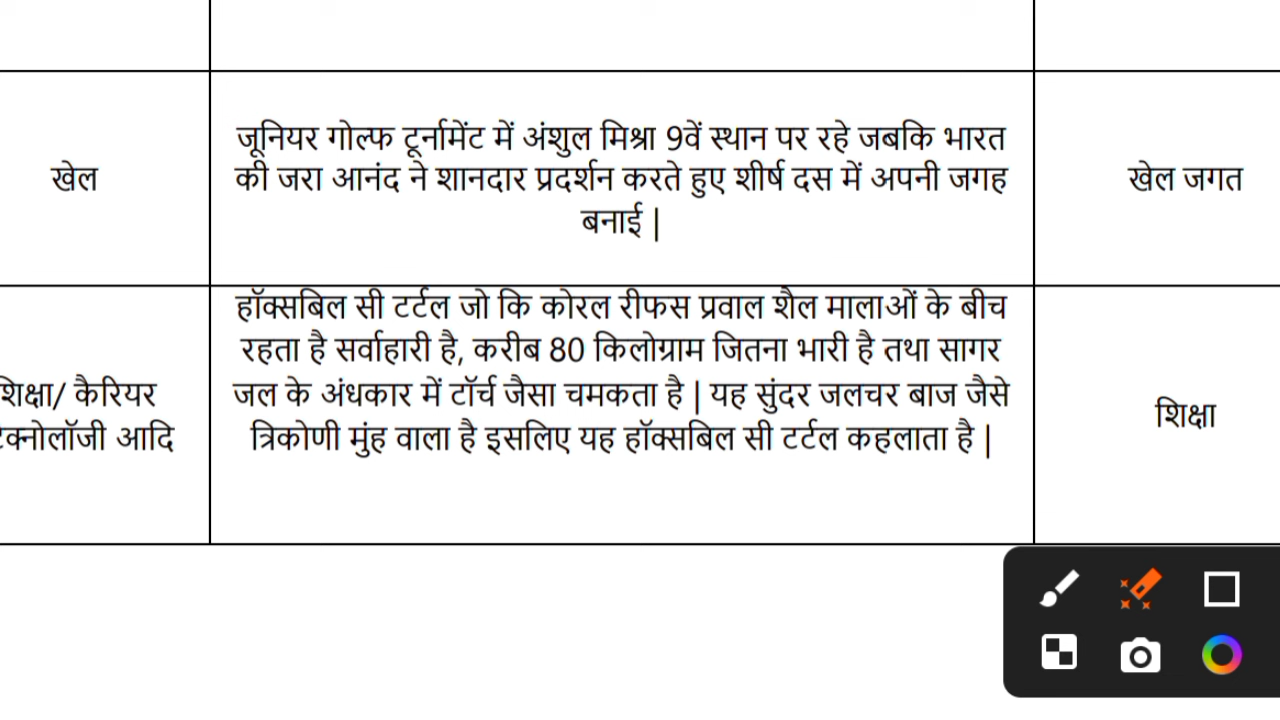 खेल
जूनियर गोल्फ टूर्नामेंट में अंशुल मिश्रा 9वें स्थान पर रहे जबकि भारत
की जरा आनंद ने शानदार प्रदर्शन करते हुए शीर्ष दस में अपनी जगह
बनाई |
खेल जगत
शिक्षा/ कैरियर
टेक्नोलॉजी आदि
हॉक्सबिल सी टर्टल जो कि कोरल रीफस प्रवाल शैल मालाओं के बीच
रहता है सर्वाहारी है, करीब 80 किलोग्राम जितना भारी है तथा सागर
जल के अंधकार में टॉर्च जैसा चमकता है | यह सुंदर जलचर बाज जैसे
त्रिकोणी मुंह वाला है इसलिए यह हॉक्सबिल सी टर्टल कहलाता है |
शिक्षा